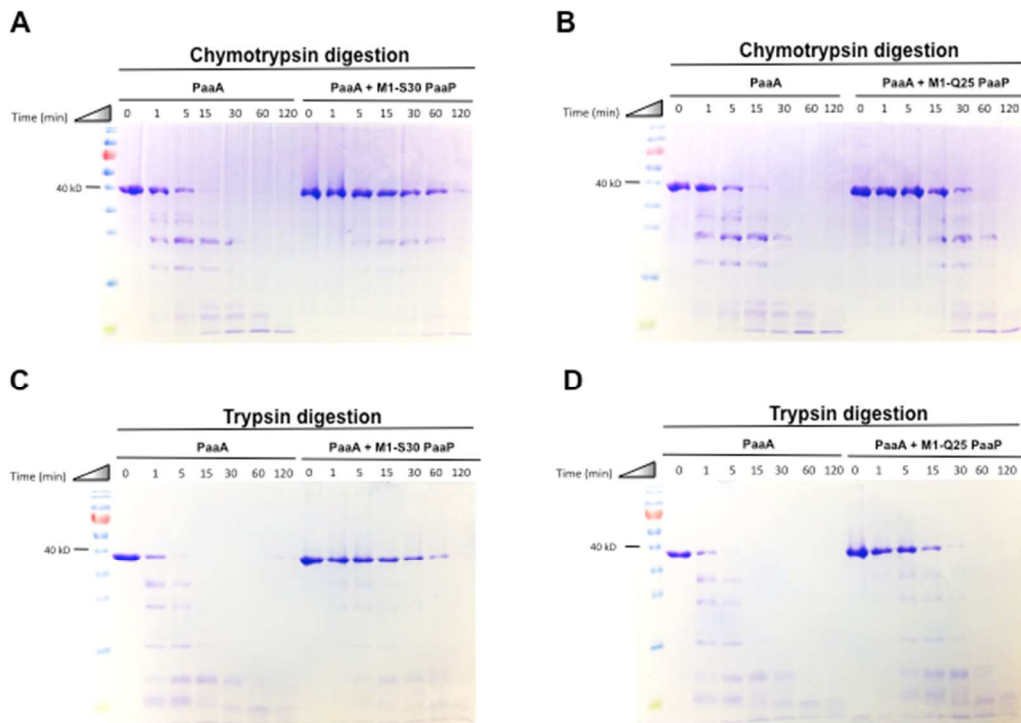 A
Chymotrypsin digestion
PaaA PaaA + M1-S30 PaaP
Time (min) 0 1 5 15 30 60 120 0 1 5 15 30 60 120
40 kD
B
Chymotrypsin digestion
PaaA PaaA + M1-Q25 PaaP
Time (min) 0 1 5 15 30 60 120 0 1 5 15 30 60 120
40 kD
C
Trypsin digestion
PaaA PaaA + M1-S30 PaaP
Time (min) 0 1 5 15 30 60 120 0 1 5 15 30 60 120
40 kD
D
Trypsin digestion
PaaA PaaA + M1-Q25 PaaP
Time (min) 0 1 5 15 30 60 120 0 1 5 15 30 60 120
40 kD